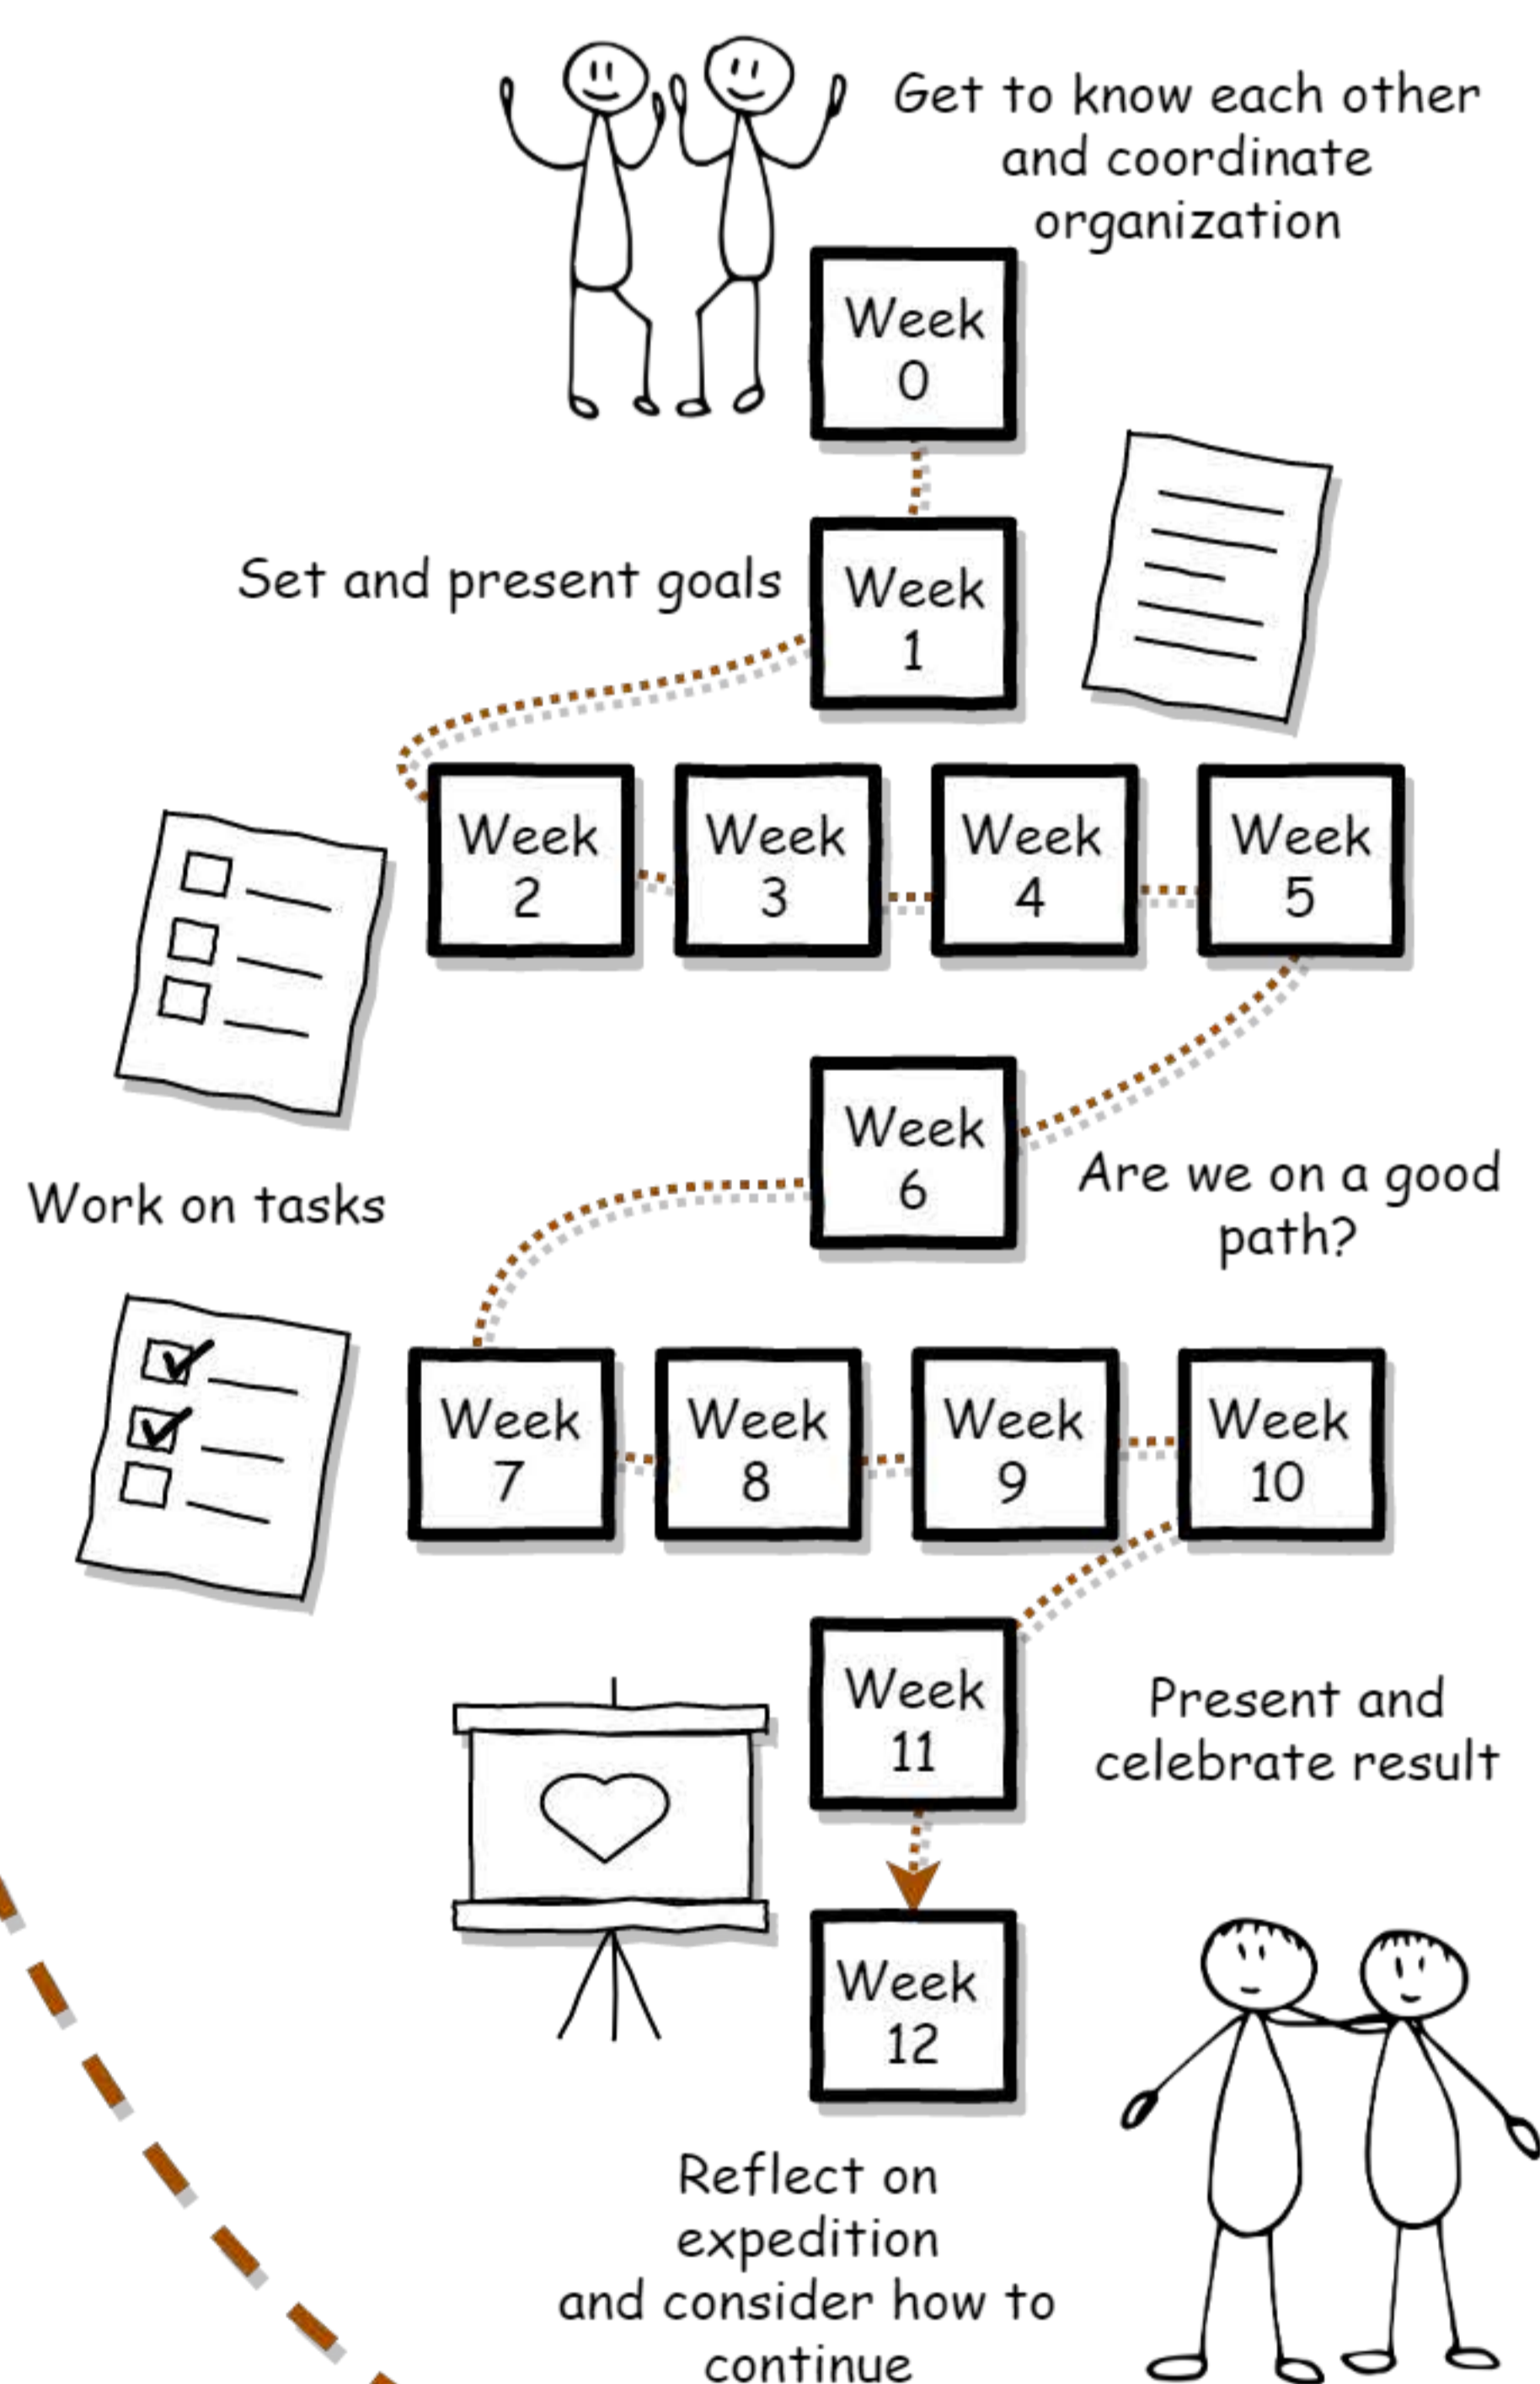 Get to know each other
and coordinate
organization
Week
0
Set and present goals
Week
1
Week
2
Week
3
Week
4
Week
5
Week
6
Are we on a good
path?
Work on tasks
Week
7
Week
8
Week
9
Week
10
Week
11
Present and
celebrate result
Week
12
Reflect on
expedition
and consider how to
continue